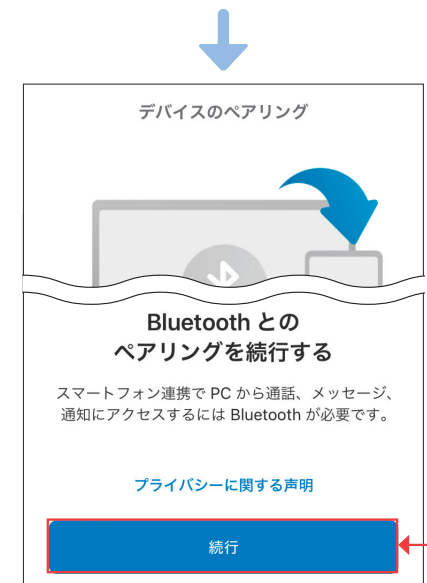 デバイスのペアリング
Bluetooth との
ペアリングを続行する
スマートフォン連携で PC から通話、メッセージ、
通知にアクセスするには Bluetooth が必要です。
プライバシーに関する声明
続行